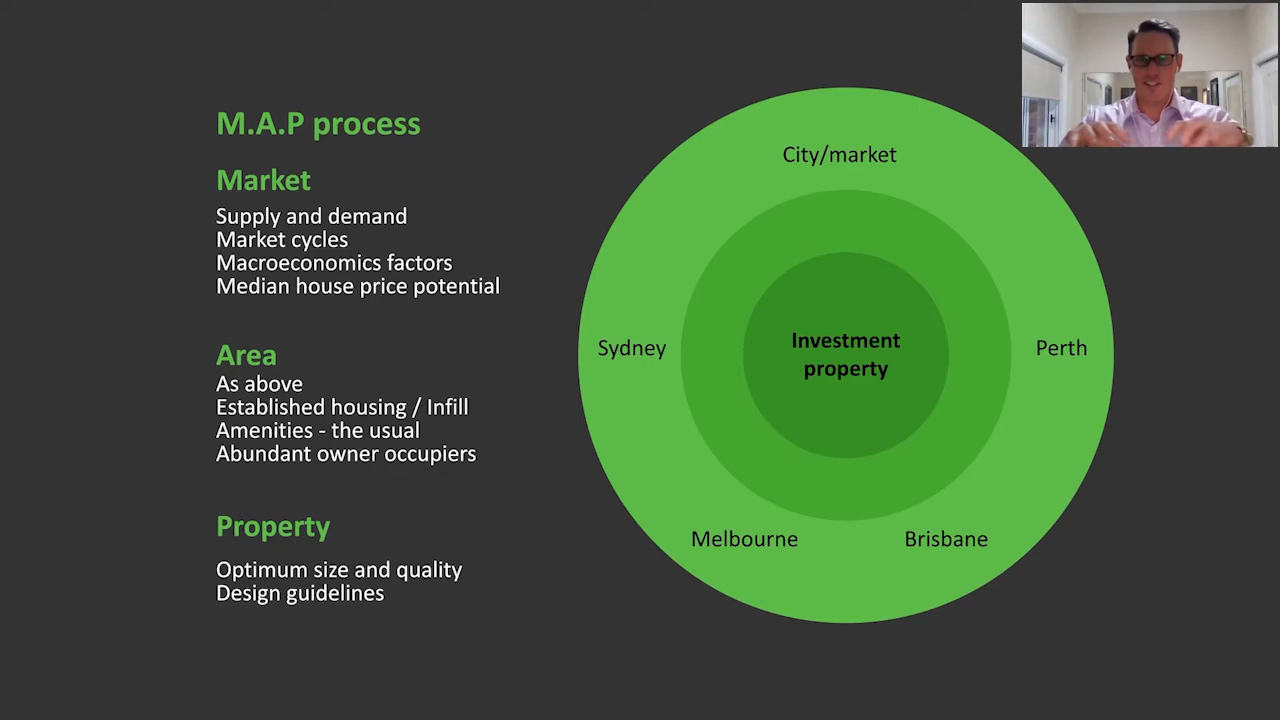 M.A.P process
Market
Supply and demand
Market cycles
Macroeconomics factors
Median house price potential
Area
As above
Established housing / Infill
Amenities - the usual
Abundant owner occupiers
Property
Optimum size and quality
Design guidelines
City/market
Sydney
Perth
Investment
property
Melbourne
Brisbane